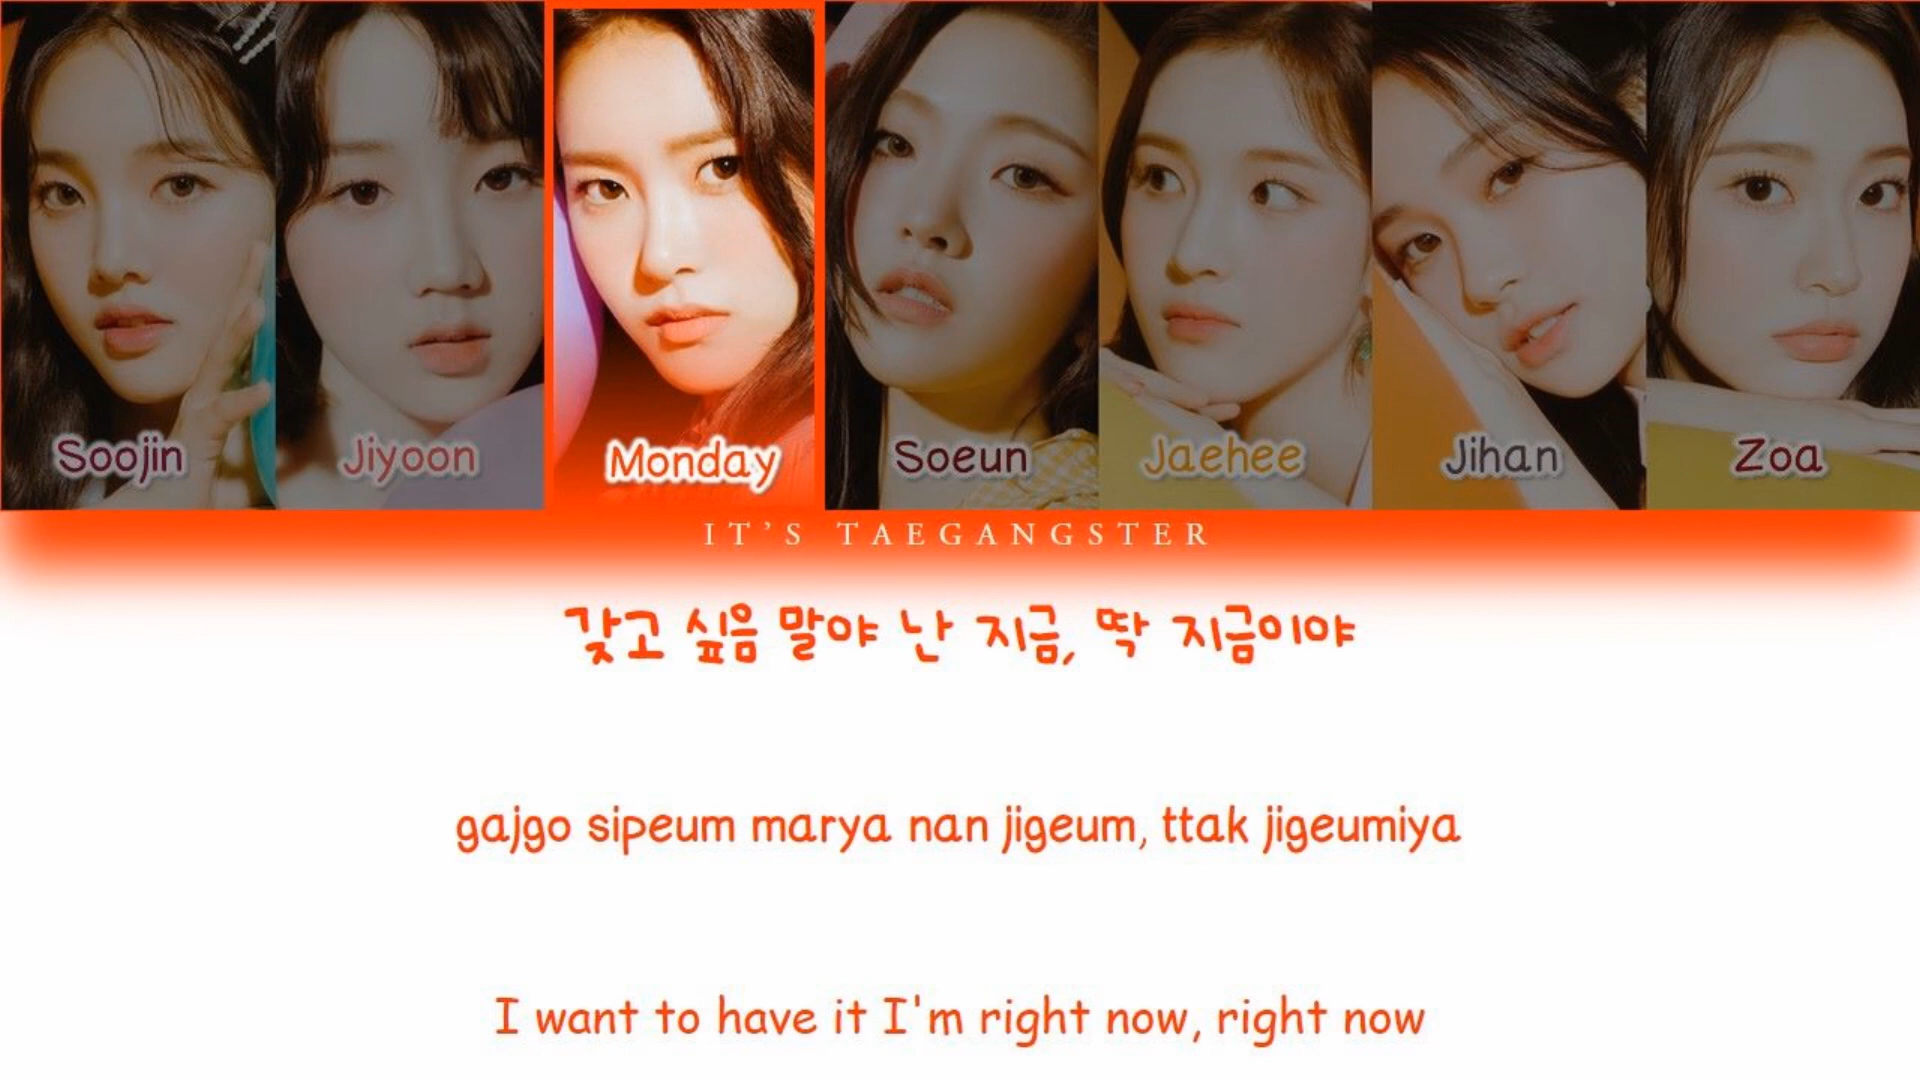 Soojin Jiyoon Monday Soeun Jaehee Jihan Zoa
IT'S TAEGANGSTER
갖고 싶음 말야 난 지금, 딱 지금이야
gajgo sipeum marya nan jigeum, ttak jigeumiya
I want to have it I'm right now, right now